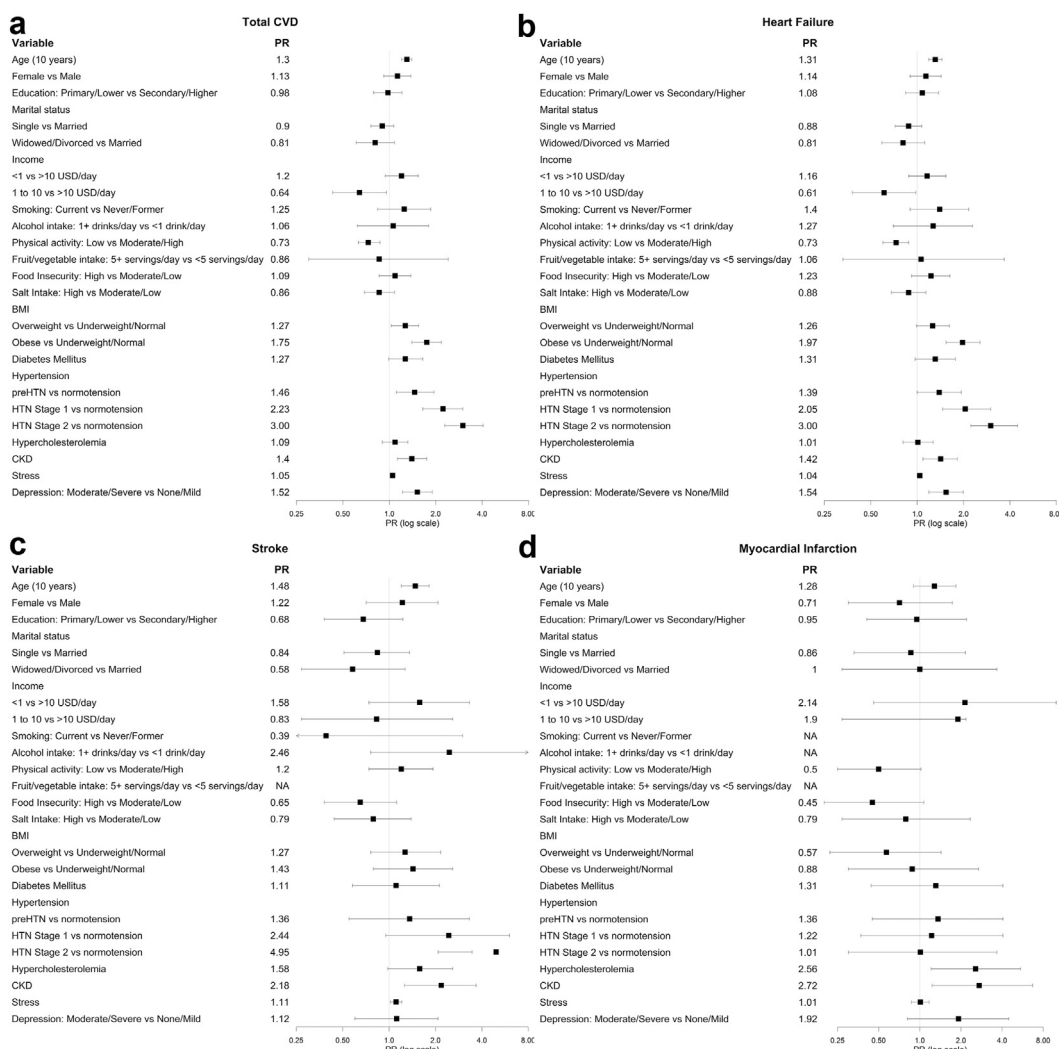 a Total CVD
Variable PR
Age (10 years) 1.3
Female vs Male 1.13
Education: Primary/Lower vs Secondary/Higher 0.98
Marital status
Single vs Married 0.9
Widowed/Divorced vs Married 0.81
Income
<1 vs >10 USD/day 1.2
1 to 10 vs >10 USD/day 0.64
Smoking: Current vs Never/Former 1.25
Alcohol intake: 1+ drinks/day vs <1 drink/day 1.06
Physical activity: Low vs Moderate/High 0.73
Fruit/vegetable intake: 5+ servings/day vs <5 servings/day 0.86
Food Insecurity: High vs Moderate/Low 1.09
Salt Intake: High vs Moderate/Low 0.86
BMI
Overweight vs Underweight/Normal 1.27
Obese vs Underweight/Normal 1.75
Diabetes Mellitus 1.27
Hypertension
preHTN vs normotension 1.46
HTN Stage 1 vs normotension 2.23
HTN Stage 2 vs normotension 3.00
Hypercholesterolemia 1.09
CKD 1.4
Stress 1.05
Depression: Moderate/Severe vs None/Mild 1.52
0.25 0.50 1.0 2.0 4.0 8.00
PR (log scale)
b Heart Failure
Variable PR
Age (10 years) 1.31
Female vs Male 1.14
Education: Primary/Lower vs Secondary/Higher 1.08
Marital status
Single vs Married 0.88
Widowed/Divorced vs Married 0.81
Income
<1 vs >10 USD/day 1.16
1 to 10 vs >10 USD/day 0.61
Smoking: Current vs Never/Former 1.4
Alcohol intake: 1+ drinks/day vs <1 drink/day 1.27
Physical activity: Low vs Moderate/High 0.73
Fruit/vegetable intake: 5+ servings/day vs <5 servings/day 1.06
Food Insecurity: High vs Moderate/Low 1.23
Salt Intake: High vs Moderate/Low 0.88
BMI
Overweight vs Underweight/Normal 1.26
Obese vs Underweight/Normal 1.97
Diabetes Mellitus 1.31
Hypertension
preHTN vs normotension 1.39
HTN Stage 1 vs normotension 2.05
HTN Stage 2 vs normotension 3.00
Hypercholesterolemia 1.01
CKD 1.42
Stress 1.04
Depression: Moderate/Severe vs None/Mild 1.54
0.25 0.50 1.0 2.0 4.0 8.00
PR (log scale)
c Stroke
Variable PR
Age (10 years) 1.48
Female vs Male 1.22
Education: Primary/Lower vs Secondary/Higher 0.68
Marital status
Single vs Married 0.84
Widowed/Divorced vs Married 0.58
Income
<1 vs >10 USD/day 1.58
1 to 10 vs >10 USD/day 0.83
Smoking: Current vs Never/Former 0.39
Alcohol intake: 1+ drinks/day vs <1 drink/day 2.46
Physical activity: Low vs Moderate/High 1.2
Fruit/vegetable intake: 5+ servings/day vs <5 servings/day NA
Food Insecurity: High vs Moderate/Low 0.65
Salt Intake: High vs Moderate/Low 0.79
BMI
Overweight vs Underweight/Normal 1.27
Obese vs Underweight/Normal 1.43
Diabetes Mellitus 1.11
Hypertension
preHTN vs normotension 1.36
HTN Stage 1 vs normotension 2.44
HTN Stage 2 vs normotension 4.95
Hypercholesterolemia 1.58
CKD 2.18
Stress 1.11
Depression: Moderate/Severe vs None/Mild 1.12
0.25 0.50 1.0 2.0 4.0 8.00
PR (log scale)
d Myocardial Infarction
Variable PR
Age (10 years) 1.28
Female vs Male 0.71
Education: Primary/Lower vs Secondary/Higher 0.95
Marital status
Single vs Married 0.86
Widowed/Divorced vs Married 1
Income
<1 vs >10 USD/day 2.14
1 to 10 vs >10 USD/day 1.9
Smoking: Current vs Never/Former NA
Alcohol intake: 1+ drinks/day vs <1 drink/day NA
Physical activity: Low vs Moderate/High 0.5
Fruit/vegetable intake: 5+ servings/day vs <5 servings/day NA
Food Insecurity: High vs Moderate/Low 0.45
Salt Intake: High vs Moderate/Low 0.79
BMI
Overweight vs Underweight/Normal 0.57
Obese vs Underweight/Normal 0.88
Diabetes Mellitus 1.31
Hypertension
preHTN vs normotension 1.36
HTN Stage 1 vs normotension 1.22
HTN Stage 2 vs normotension 1.01
Hypercholesterolemia 2.56
CKD 2.72
Stress 1.01
Depression: Moderate/Severe vs None/Mild 1.92
0.25 0.50 1.0 2.0 4.0 8.00
PR (log scale)